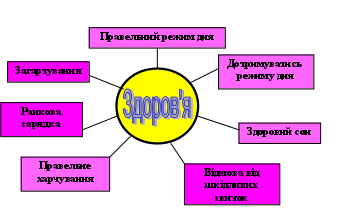 Правельний режим дня
Дотримуватись
режиму дня
Загартування
Здоров'я
Ранкова
зарядка
Здоровий сон
Правельне
харчування
Відмова від
шкідливих
звичок